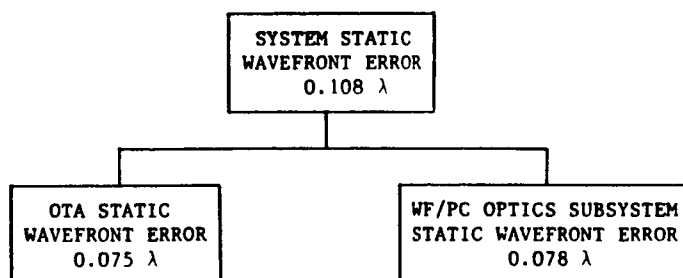 SYSTEM STATIC
WAVEFRONT ERROR
0.108 λ
OTA STATIC
WAVEFRONT ERROR
0.075 λ
WF/PC OPTICS SUBSYSTEM
STATIC WAVEFRONT ERROR
0.078 λ